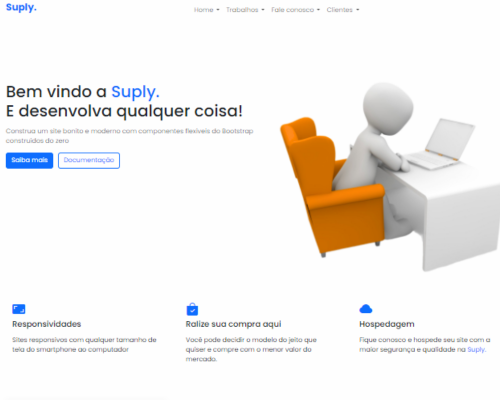 Suply.
Home Trabalhos Fale conosco Clientes
Bem vindo a Suply.
E desenvolva qualquer coisa!
Construa um site bonito e moderno com componentes flexíveis do Bootstrap
construídos do zero
Saiba mais Documentação
Responsividades
Sites responsivos com qualquer tamanho de
tela do smartphone ao computador
Ralize sua compra aqui
Você pode decidir o modelo do jeito que
quiser e compre com o menor valor do
mercado.
Hospedagem
Fique conosco e hospede seu site com a
maior segurança e qualidade na Suply.